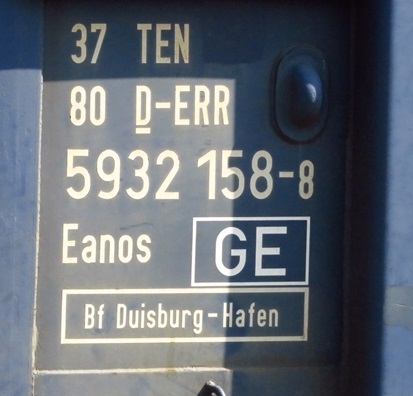 37 TEN
80 D-ERR
5932 158-8
Eanos GE
Bf Duisburg-Hafen